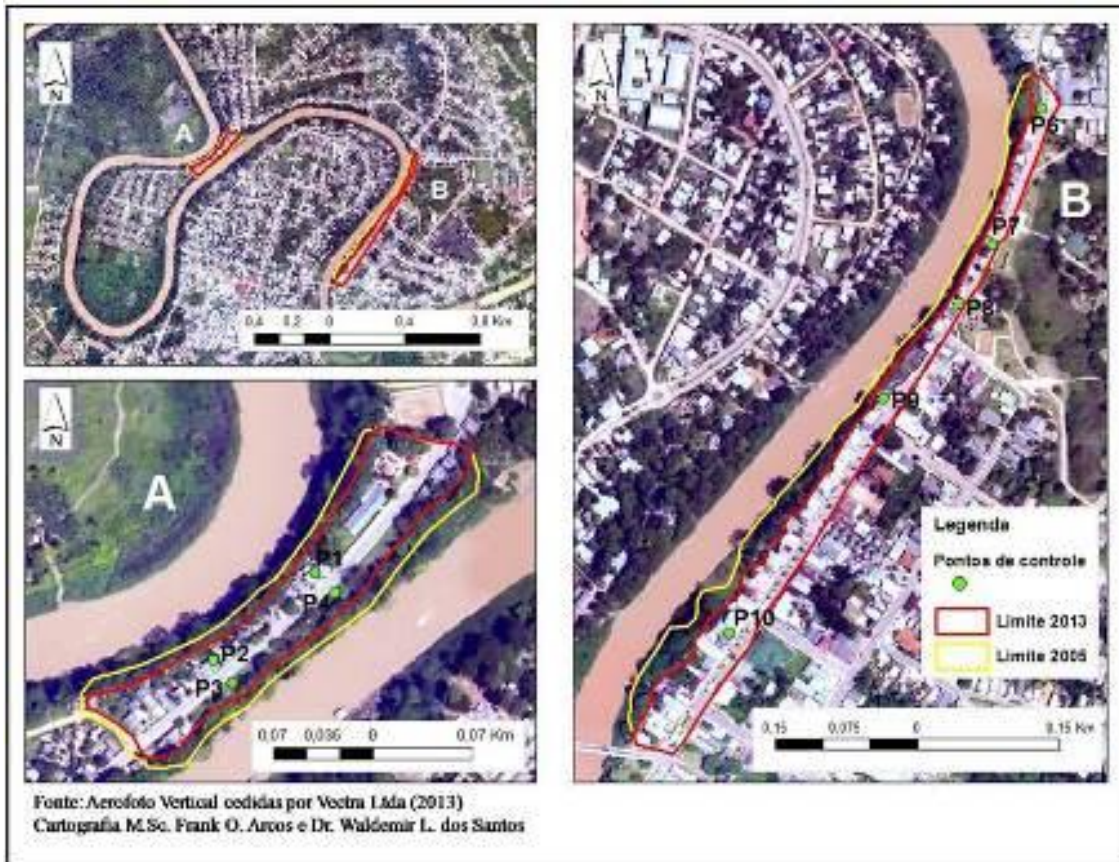 N
A
B
0,4 0,2 0 0,4 0,8 Km
N
A
P1
P4
P2
P3
0,07 0,035 0 0,07 Km
N
P6
B
P7
P8
P9
P10
Legenda
Pontos de controle
Limite 2013
Limite 2005
0,15 0,075 0 0,15 Km
Fonte: Aerofoto Vertical cedidas por Vectra Ltda (2013)
Cartografia M.Sc. Frank O. Arcos e Dr. Waldemir L. dos Santos